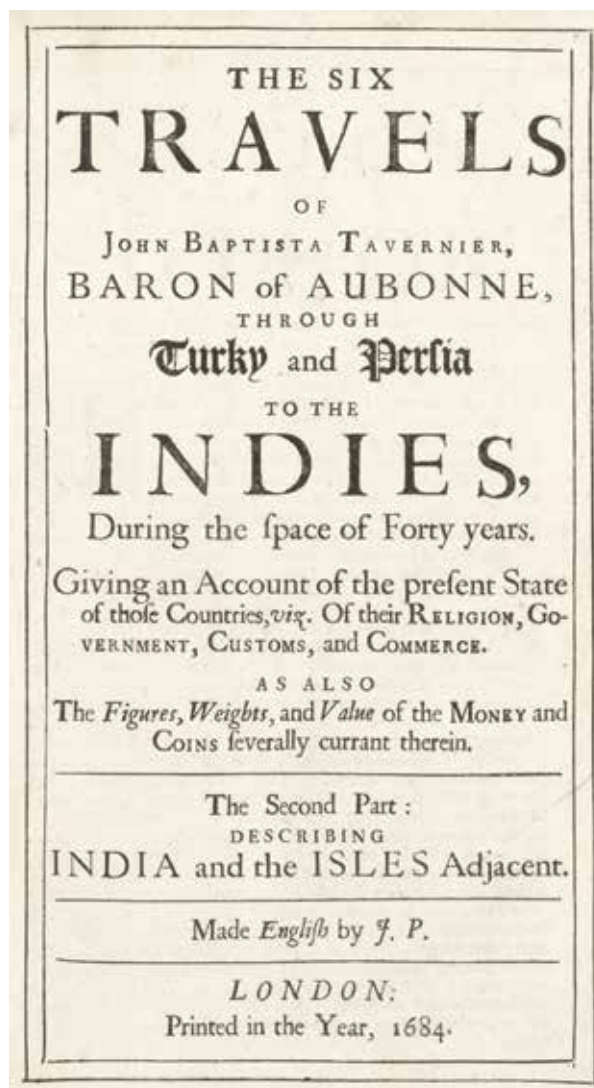 THE SIX
TRAVELS
OF
JOHN BAPTISTA TAVERNIER,
BARON of AUBONNE,
THROUGH
Turky and Perſia
TO THE
INDIES,
During the ſpace of Forty years.
Giving an Account of the preſent State
of thoſe Countries, viz. Of their RELIGION, GO-
VERNMENT, CUSTOMS, and COMMERCE.
AS ALSO
The Figures, Weights, and Value of the MONEY and
COINS ſeverally currant therein.
The Second Part:
DESCRIBING
INDIA and the ISLES Adjacent.
Made Engliſh by J. P.
LONDON:
Printed in the Year, 1684.